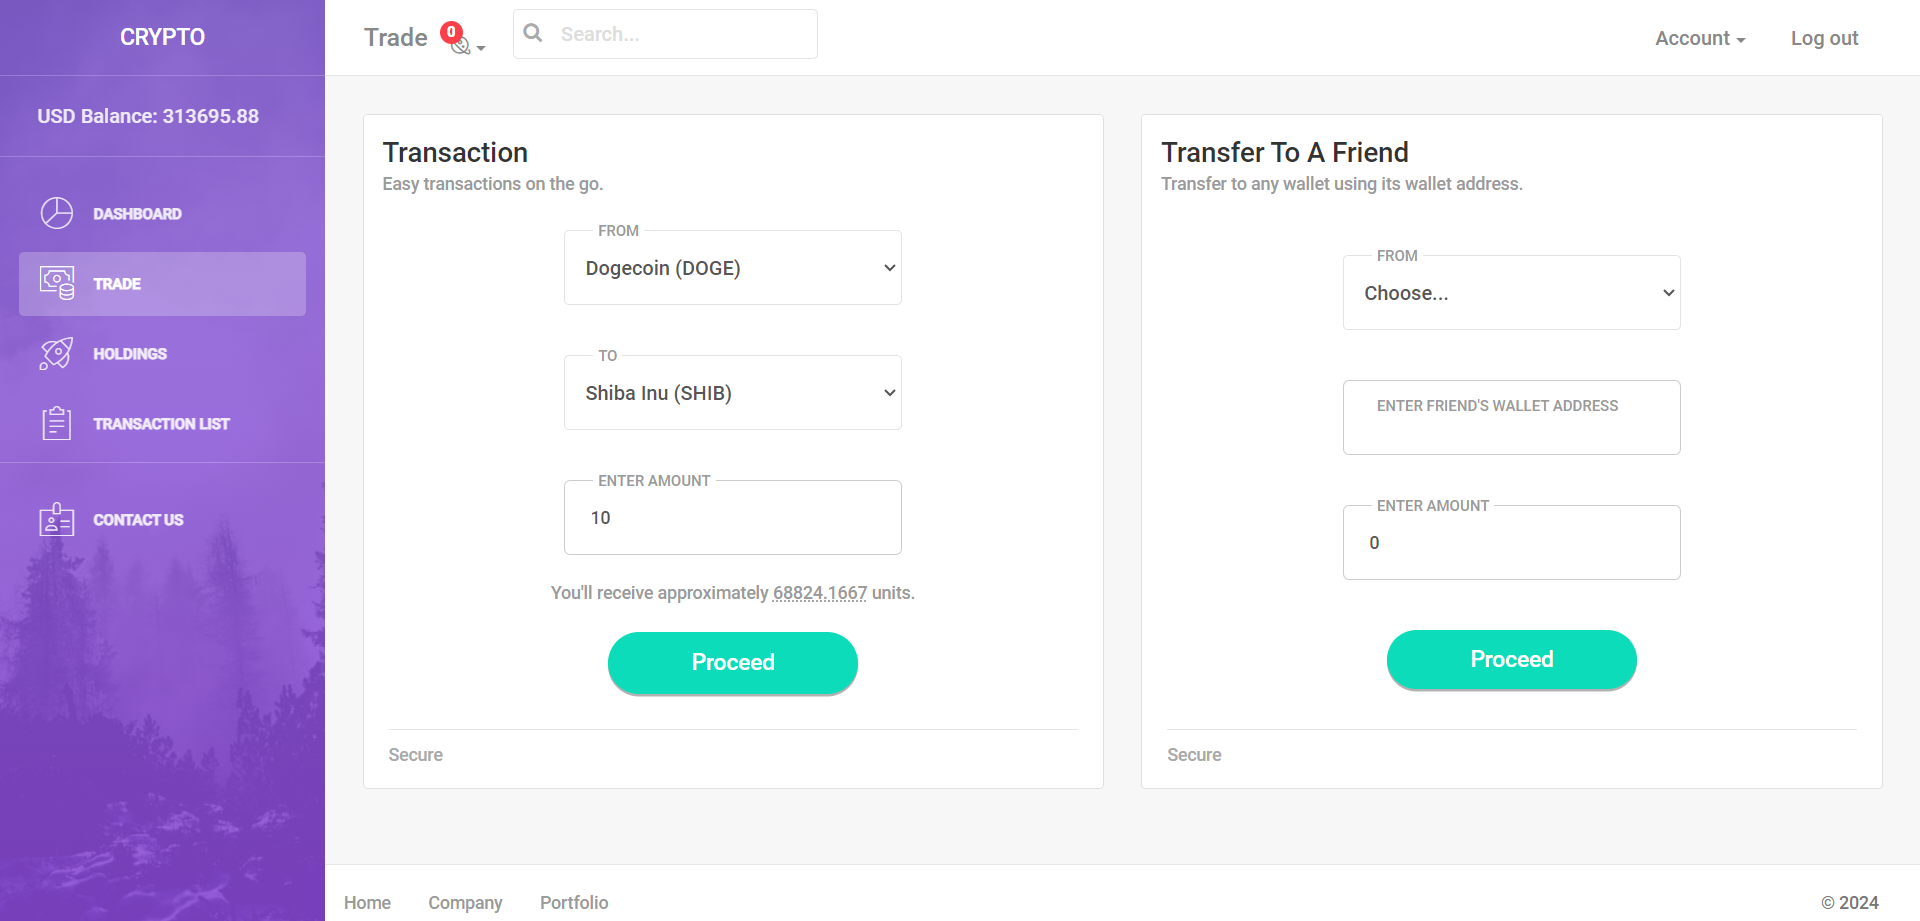 CRYPTO
USD Balance: 313695.88
DASHBOARD
TRADE
HOLDINGS
TRANSACTION LIST
CONTACT US
Trade 0
Search...
Account
Log out
Transaction
Easy transactions on the go.
FROM
Dogecoin (DOGE)
TO
Shiba Inu (SHIB)
ENTER AMOUNT
10
You'll receive approximately 68824.1667 units.
Proceed
Secure
Transfer To A Friend
Transfer to any wallet using its wallet address.
FROM
Choose...
ENTER FRIEND'S WALLET ADDRESS
ENTER AMOUNT
0
Proceed
Secure
Home
Company
Portfolio
© 2024